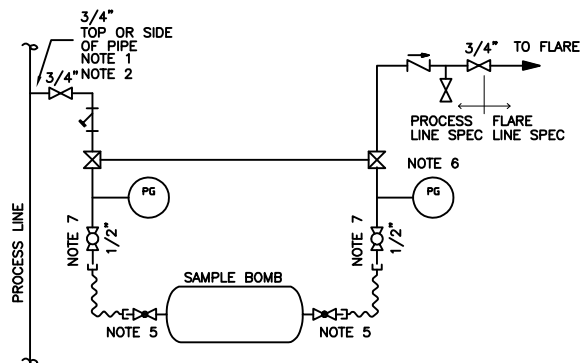 3/4"
TOP OR SIDE
OF PIPE
NOTE 1
NOTE 2
3/4"
3/4"
TO FLARE
PROCESS
LINE SPEC
FLARE
LINE SPEC
NOTE 6
PG
PG
NOTE 7
1/2"
NOTE 7
1/2"
PROCESS LINE
SAMPLE BOMB
NOTE 5
NOTE 5